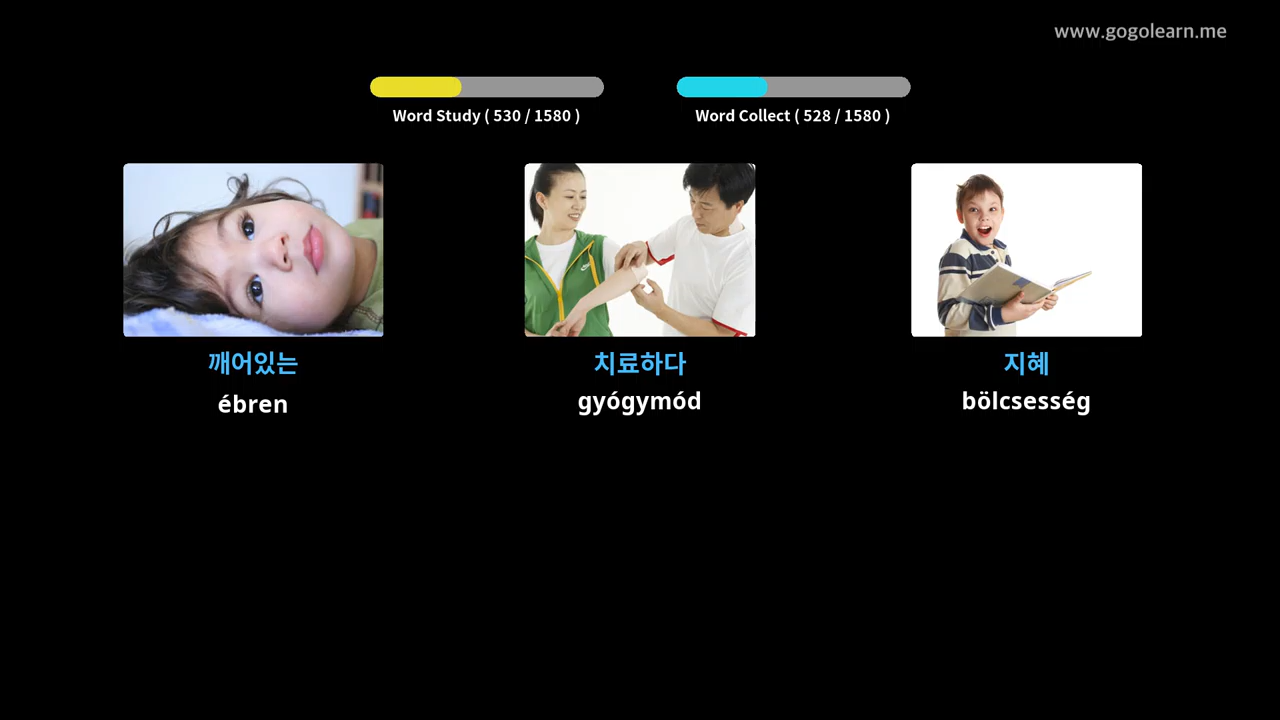 www.gogolearn.me
Word Study ( 530 / 1580 )
Word Collect ( 528 / 1580 )
깨어있는
치료하다
지혜
ébren
gyógymód
bölcsesség